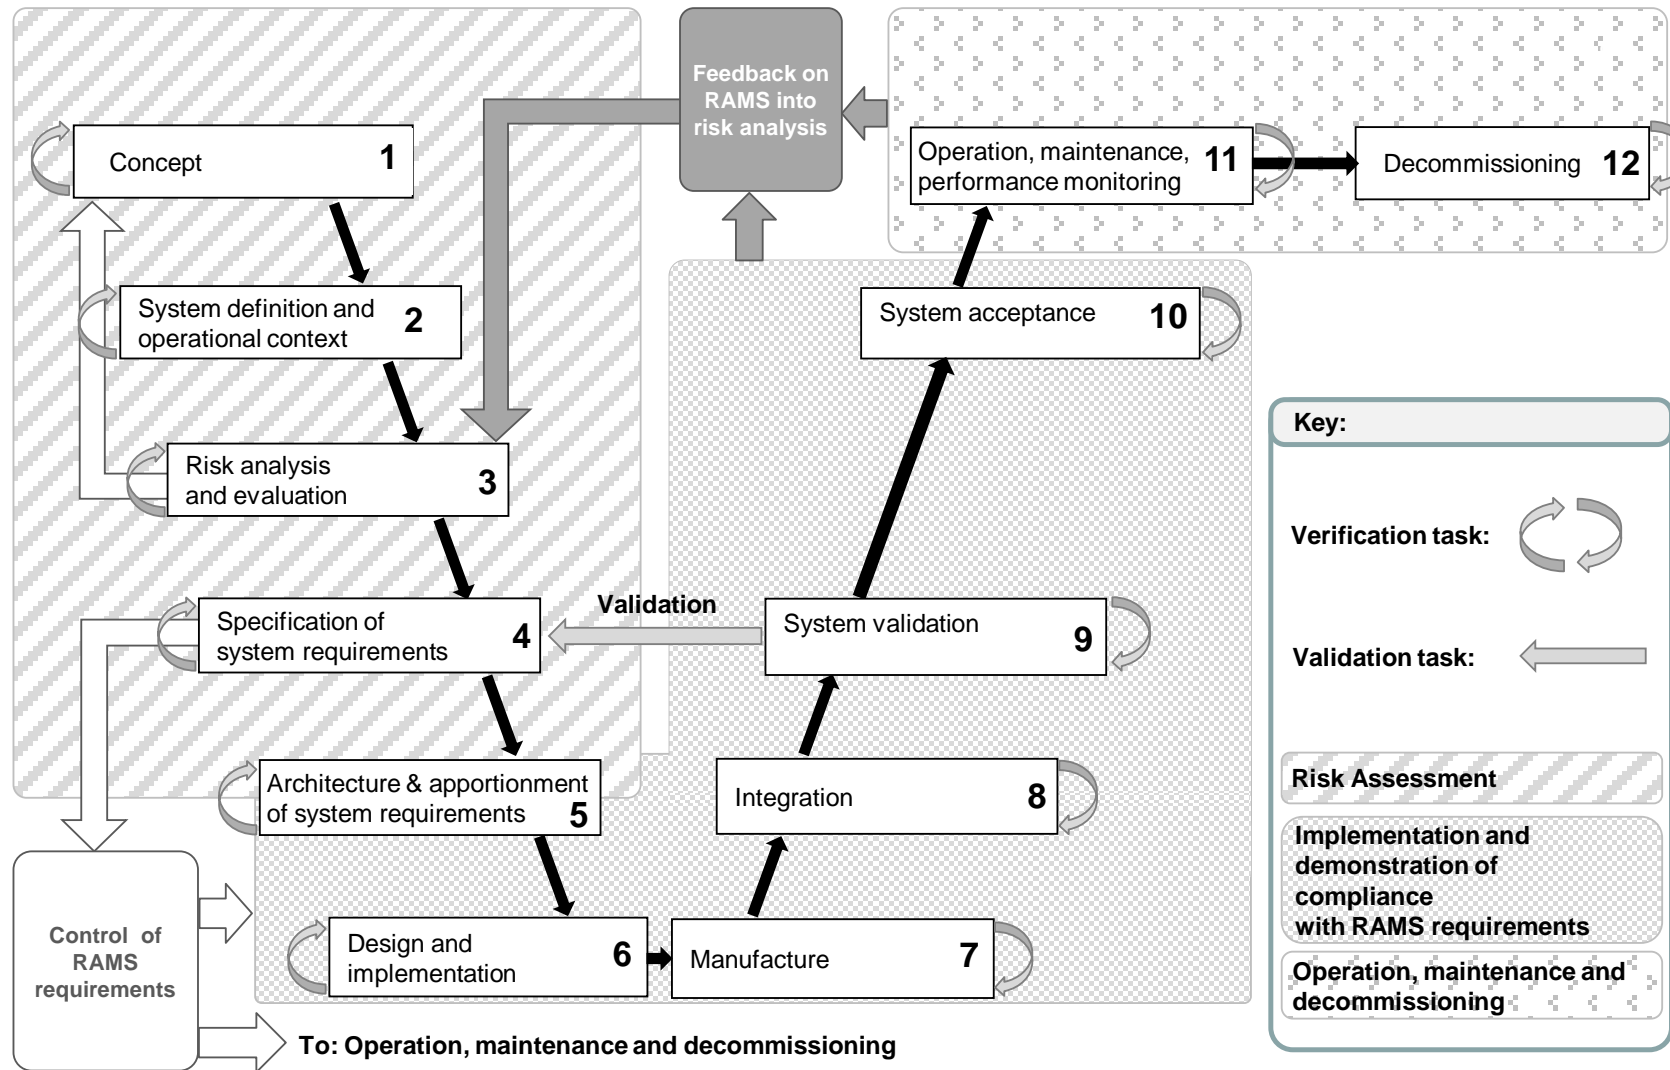 Feedback on
RAMS into
risk analysis
Concept 1
Operation, maintenance,
performance monitoring 11
Decommissioning 12
System definition and
operational context 2
System acceptance 10
Risk analysis
and evaluation 3
Specification of
system requirements 4
Validation
System validation 9
Architecture & apportionment
of system requirements 5
Integration 8
Design and
implementation 6
Manufacture 7
Control of
RAMS
requirements
To: Operation, maintenance and decommissioning
Key:
Verification task:
Validation task:
Risk Assessment
Implementation and
demonstration of
compliance
with RAMS requirements
Operation, maintenance and
decommissioning